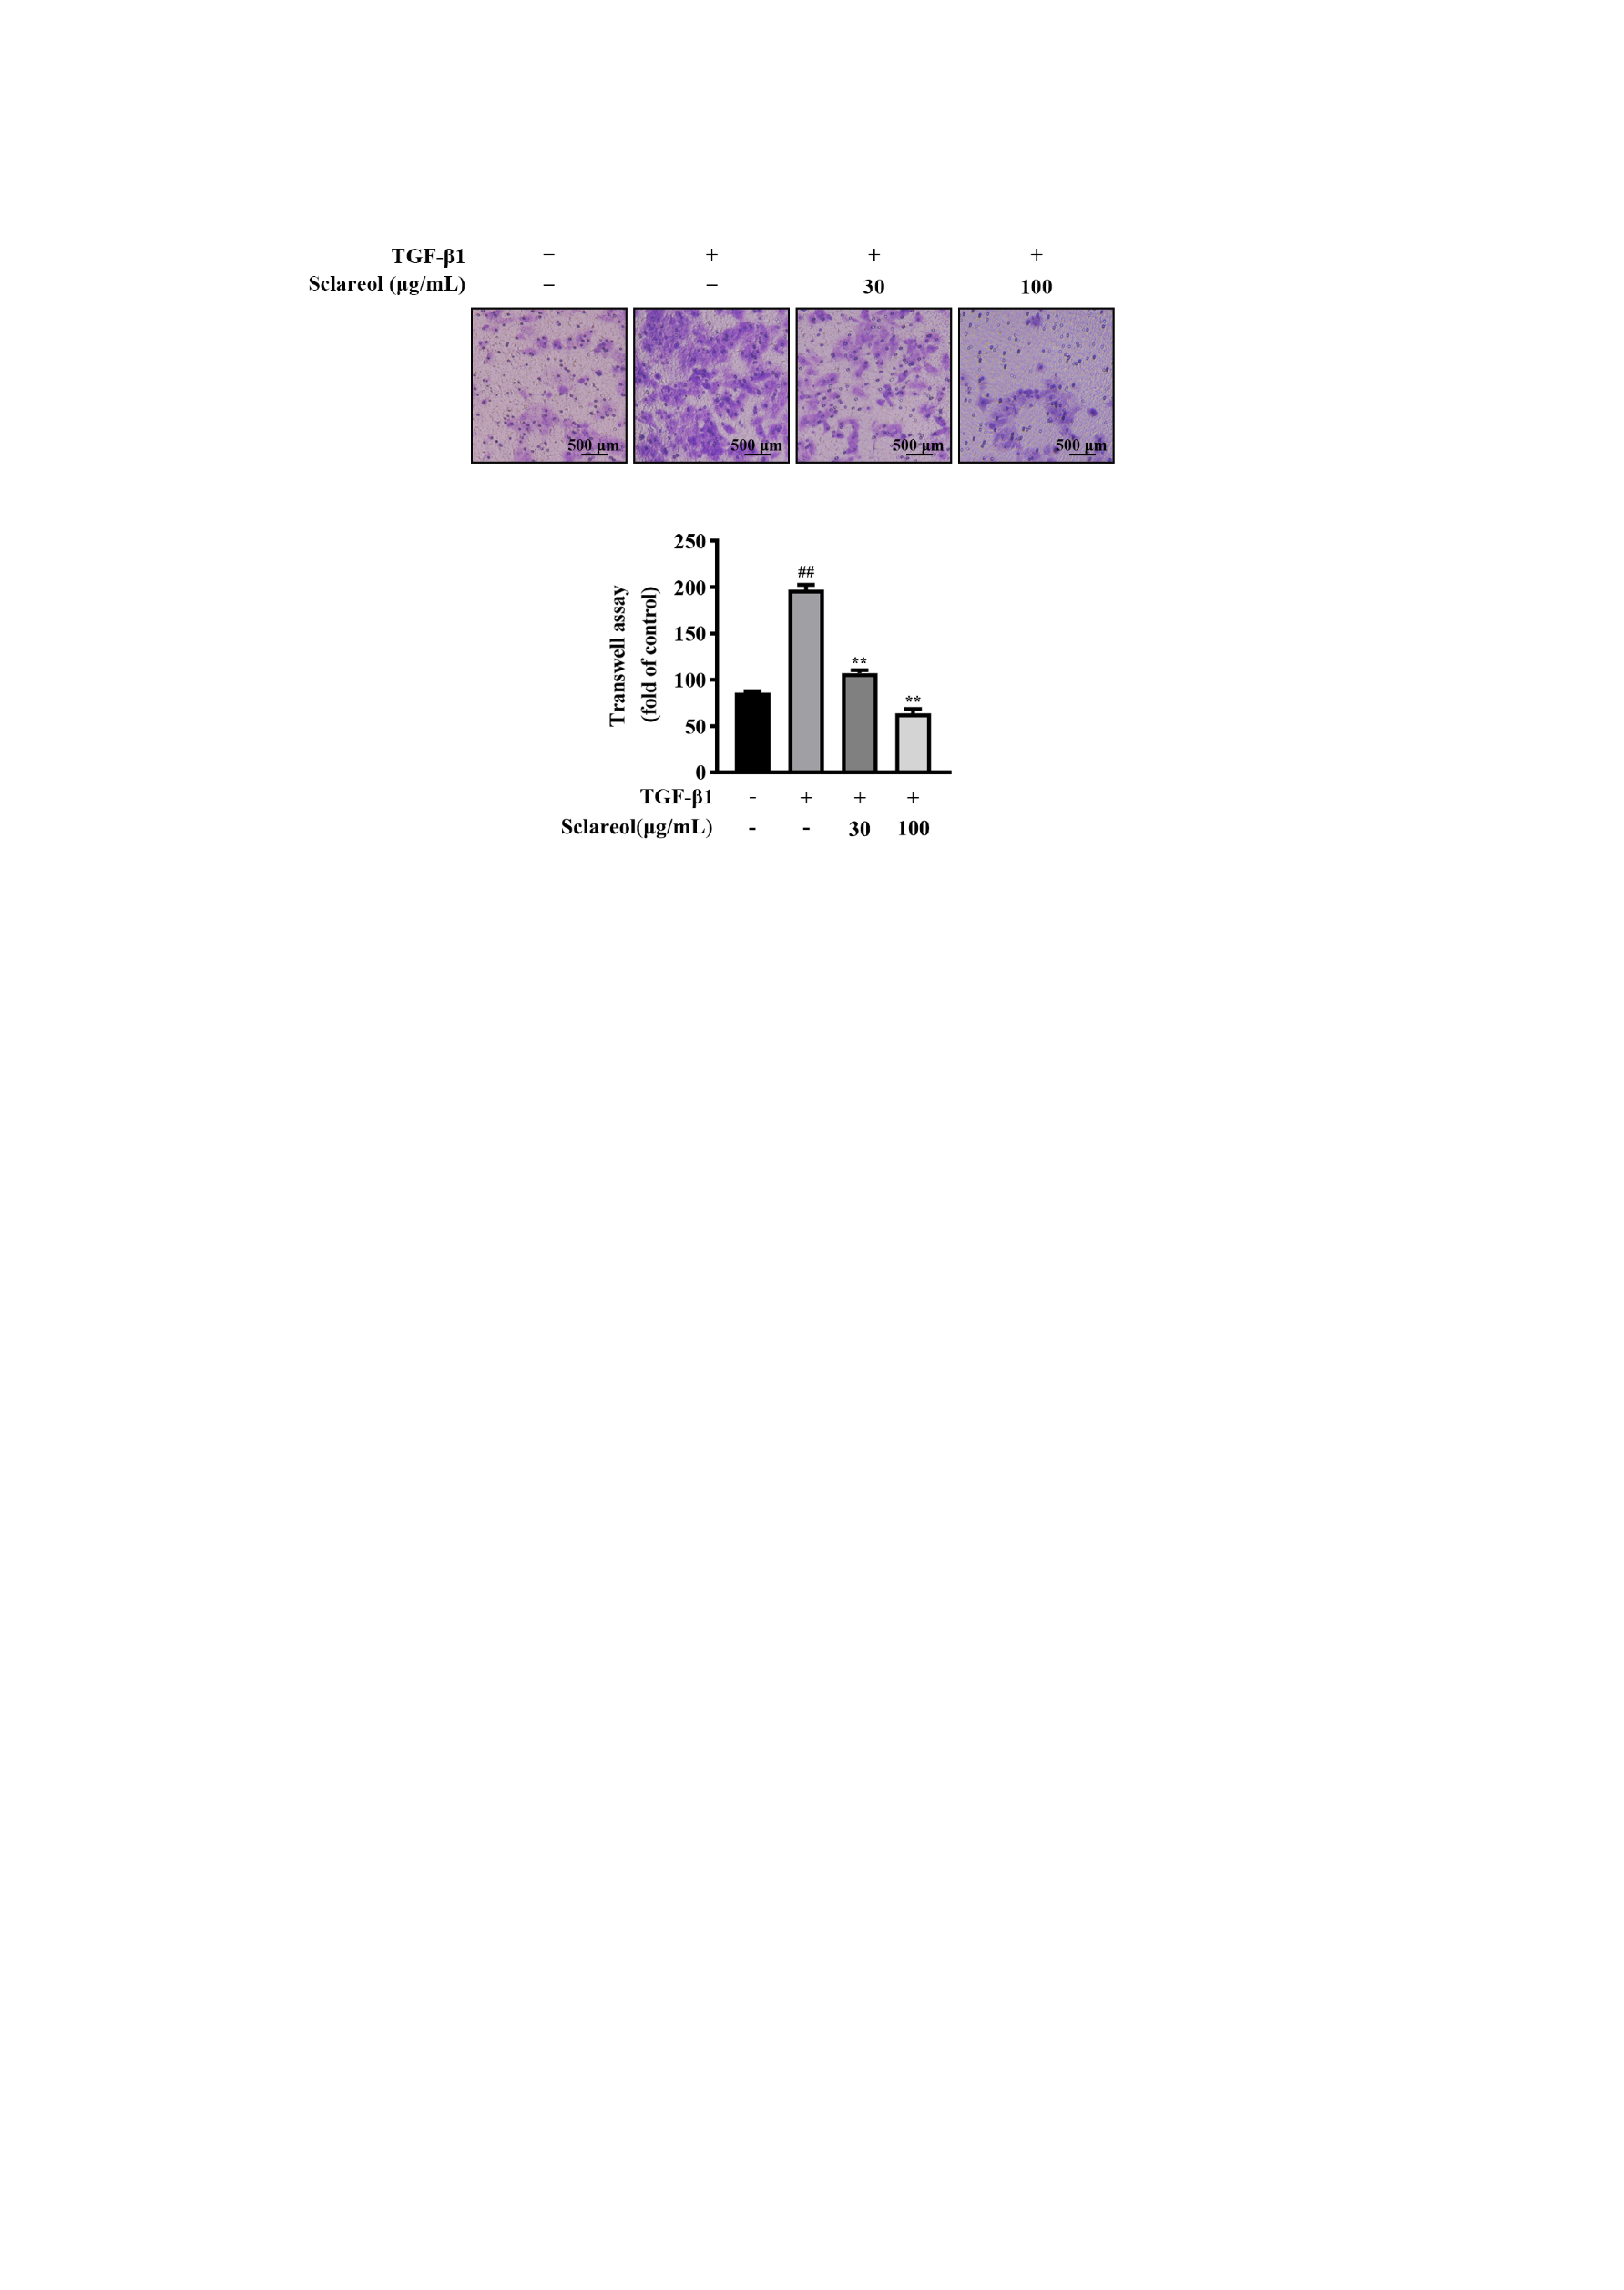 TGF-β1 − + + +
Sclareol (μg/mL) − − 30 100
500 μm 500 μm 500 μm 500 μm
250
##
200
Transwell assay
(fold of control)
150
**
100
**
50
0
TGF-β1 - + + +
Sclareol(μg/mL) - - 30 100